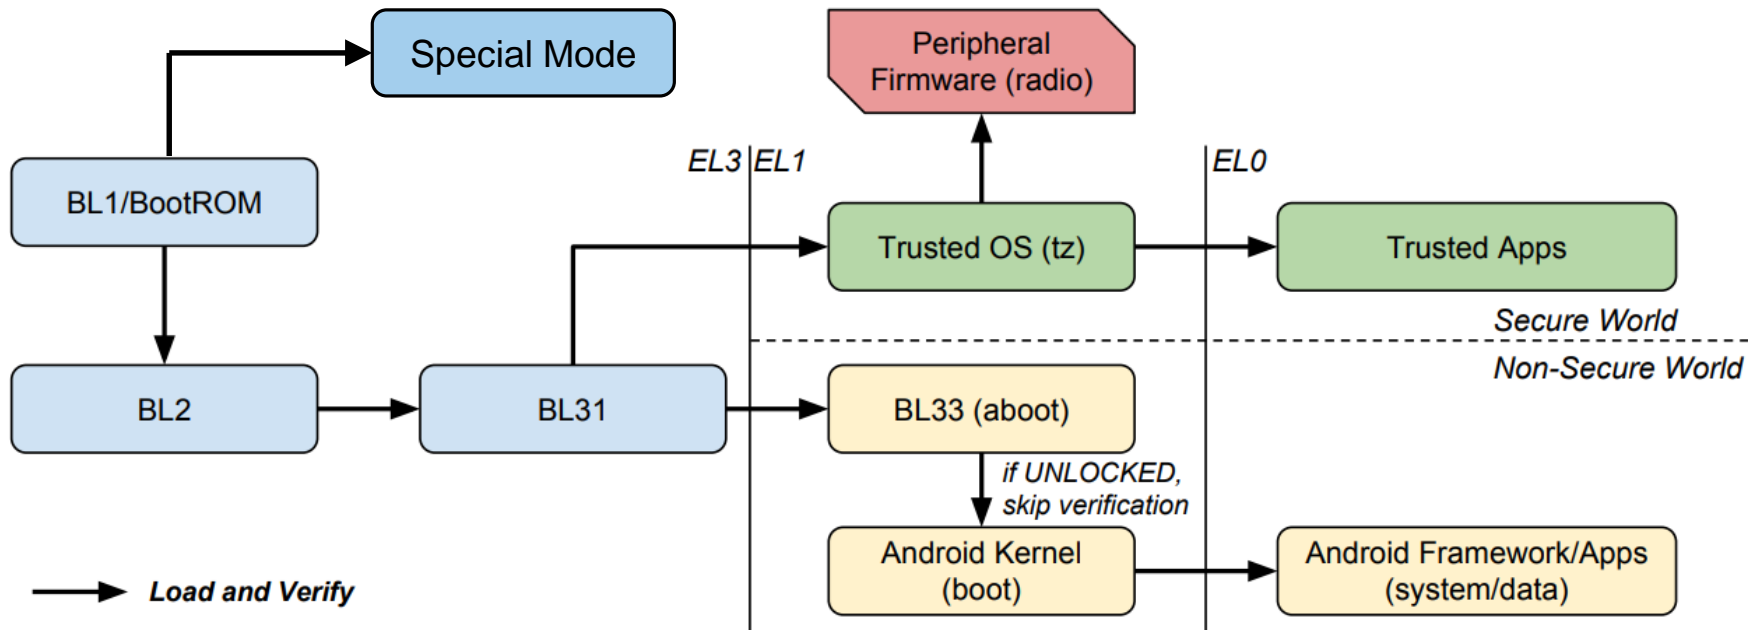 Special Mode
Peripheral
Firmware (radio)
EL3
EL1
EL0
BL1/BootROM
Trusted OS (tz)
Trusted Apps
Secure World
Non-Secure World
BL2
BL31
BL33 (aboot)
if UNLOCKED,
skip verification
Android Kernel
(boot)
Android Framework/Apps
(system/data)
Load and Verify